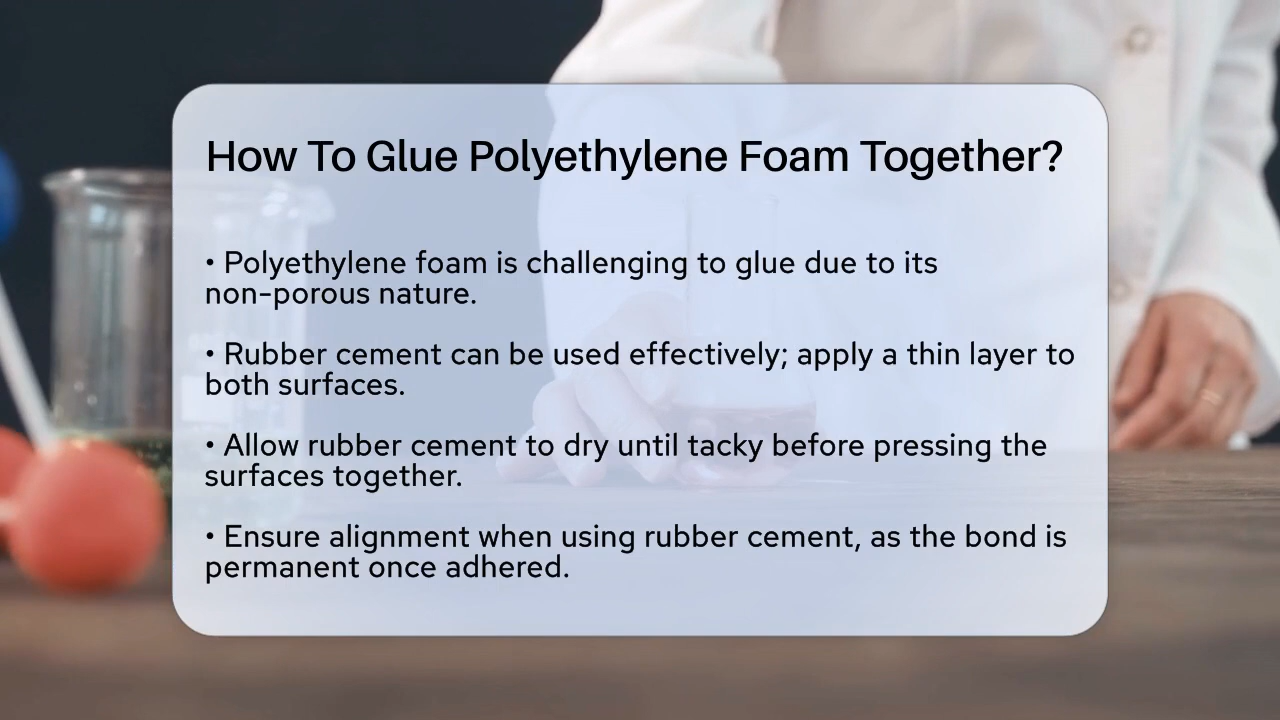 How To Glue Polyethylene Foam Together?
• Polyethylene foam is challenging to glue due to its
non-porous nature.
• Rubber cement can be used effectively; apply a thin layer to
both surfaces.
• Allow rubber cement to dry until tacky before pressing the
surfaces together.
• Ensure alignment when using rubber cement, as the bond is
permanent once adhered.